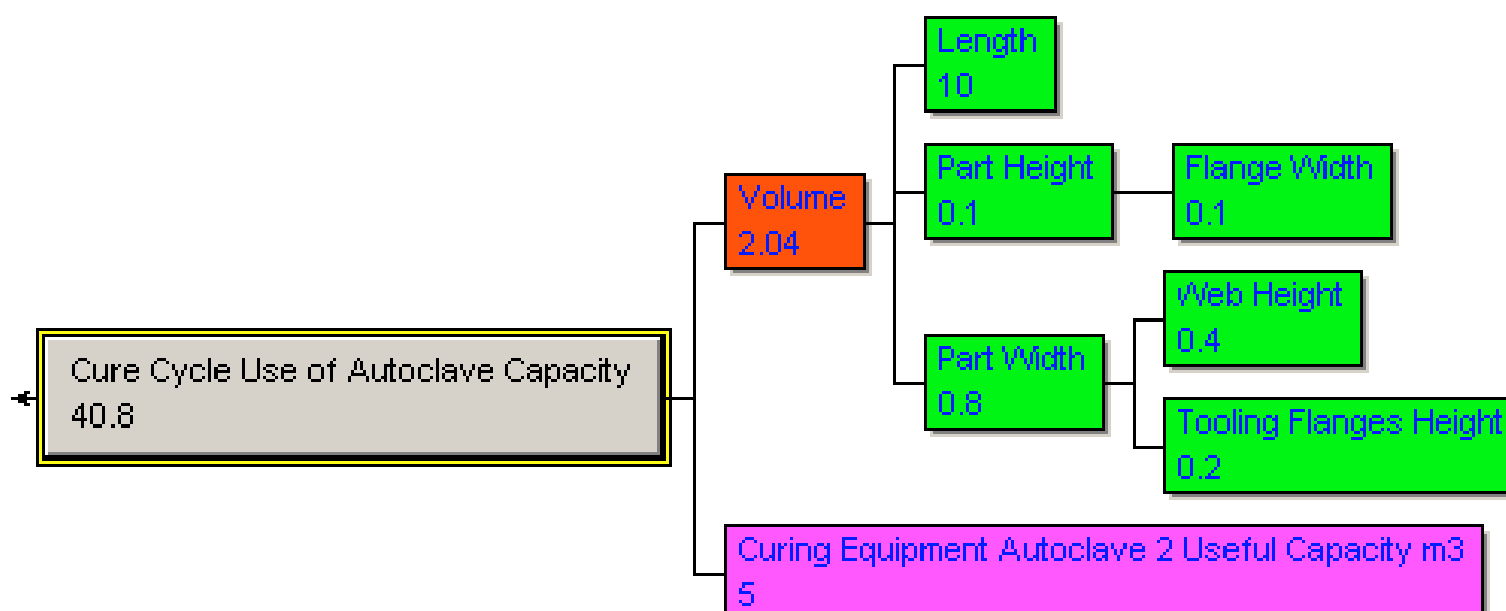 Length
10
Part Height
0.1
Flange Width
0.1
Volume
2.04
Web Height
0.4
Part Width
0.8
Cure Cycle Use of Autoclave Capacity
40.8
Tooling Flanges Height
0.2
Curing Equipment Autoclave 2 Useful Capacity m3
5